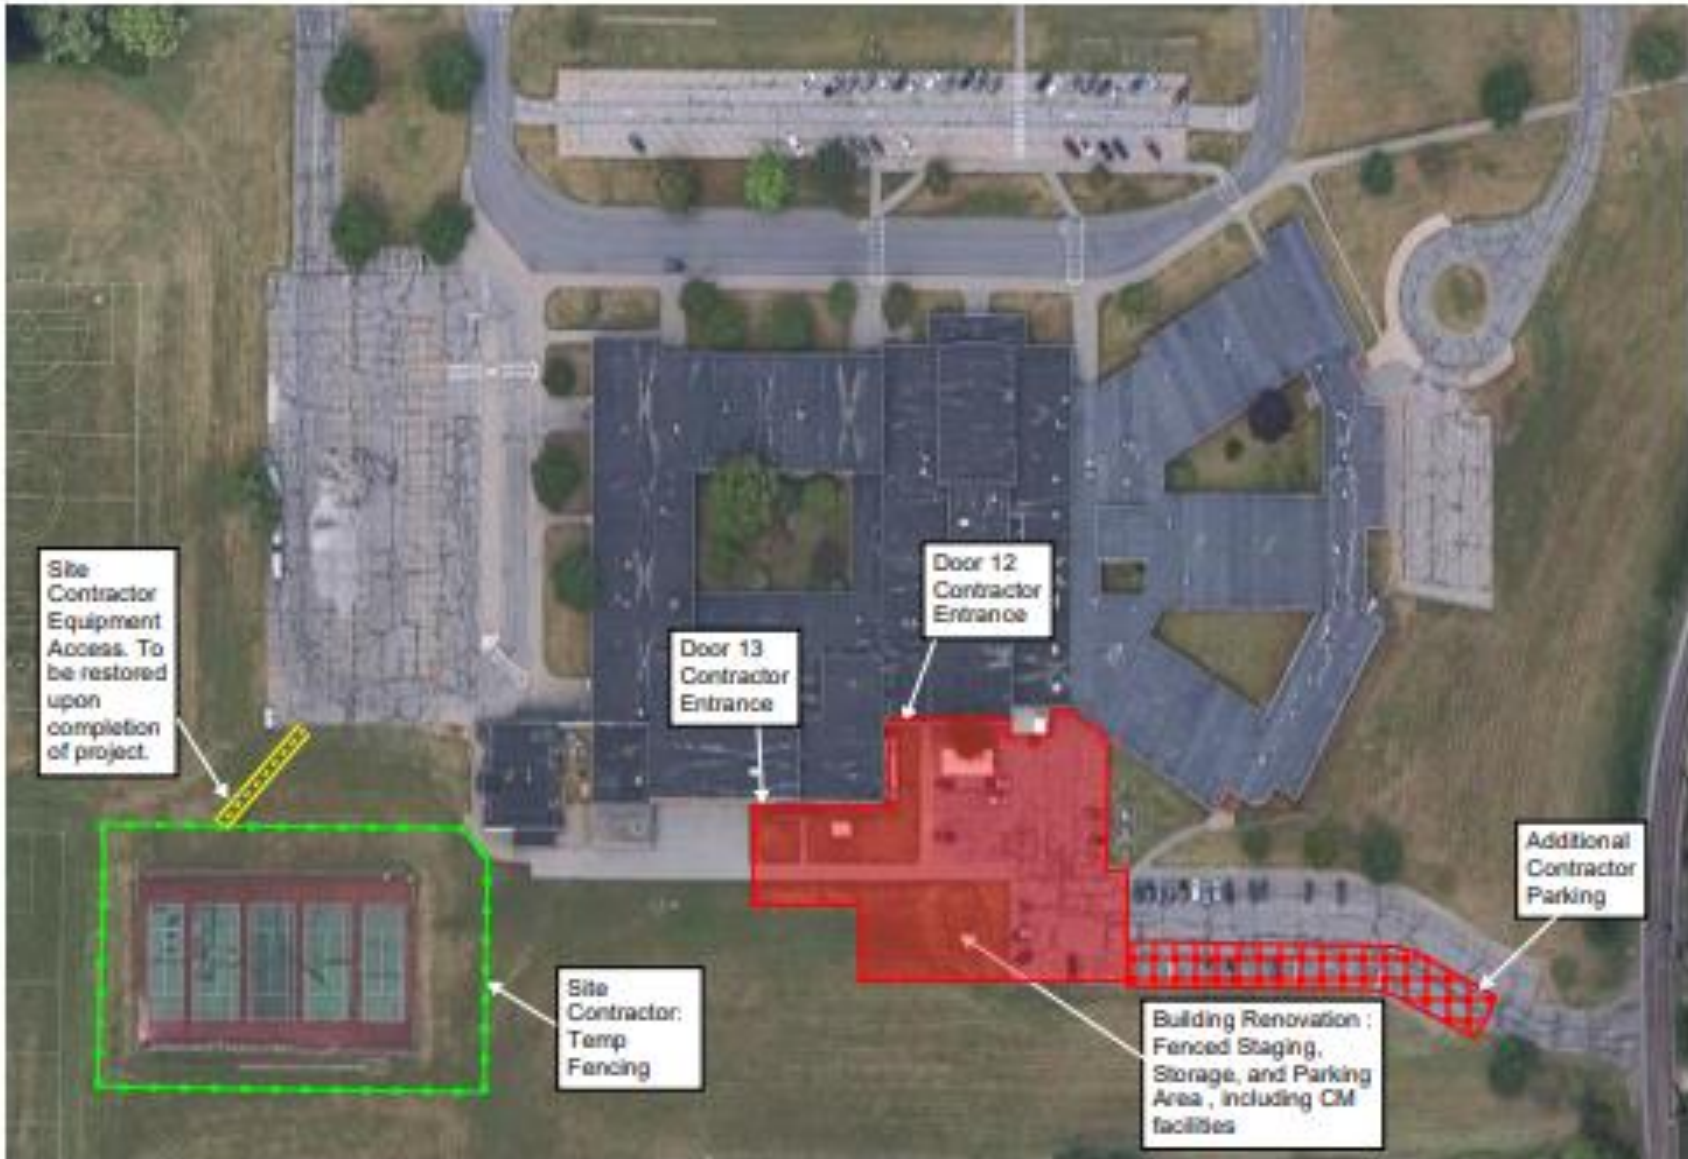 Site
Contractor
Equipment
Access. To
be restored
upon
completion
of project.
Door 13
Contractor
Entrance
Door 12
Contractor
Entrance
Site
Contractor:
Temp
Fencing
Additional
Contractor
Parking
Building Renovation :
Fenced Staging,
Storage, and Parking
Area , including CM
facilities